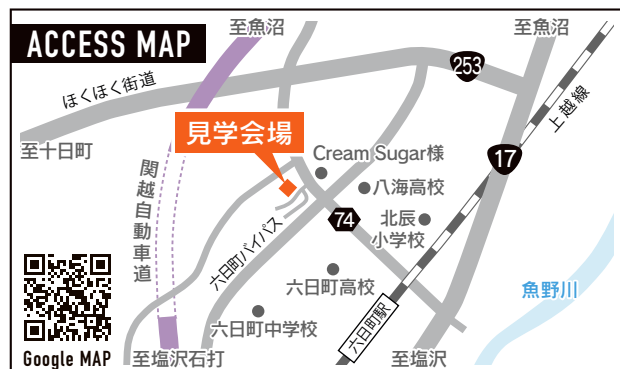 ACCESS MAP
至魚沼
至魚沼
253
ほくほく街道
上越線
見学会場
至十日町
Cream Sugar様
17
関越自動車道
八海高校
74
北辰
小学校
六日町バイパス
六日町高校
魚野川
六日町中学校
六日町駅
Google MAP
至塩沢石打
至塩沢